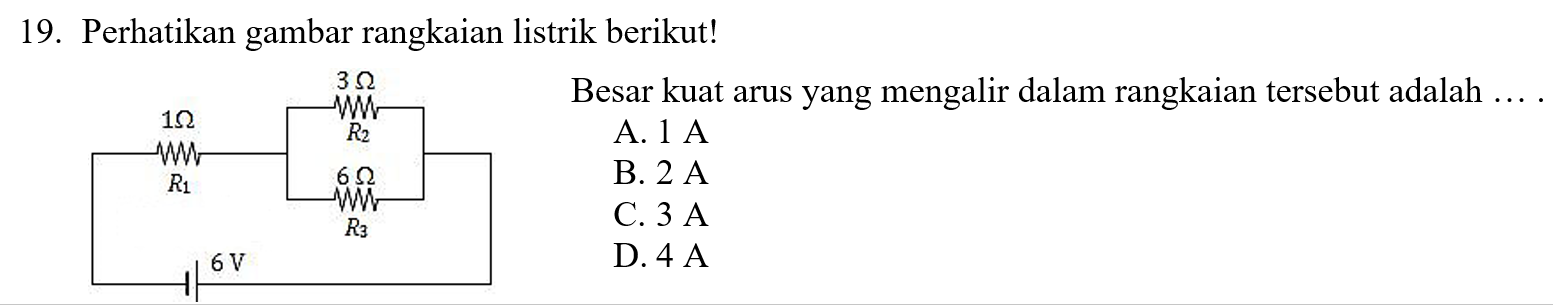 19. Perhatikan gambar rangkaian listrik berikut!
3 Ω
R2
1Ω
R1
6 Ω
R3
6 V
Besar kuat arus yang mengalir dalam rangkaian tersebut adalah ... .
A. 1 A
B. 2 A
C. 3 A
D. 4 A